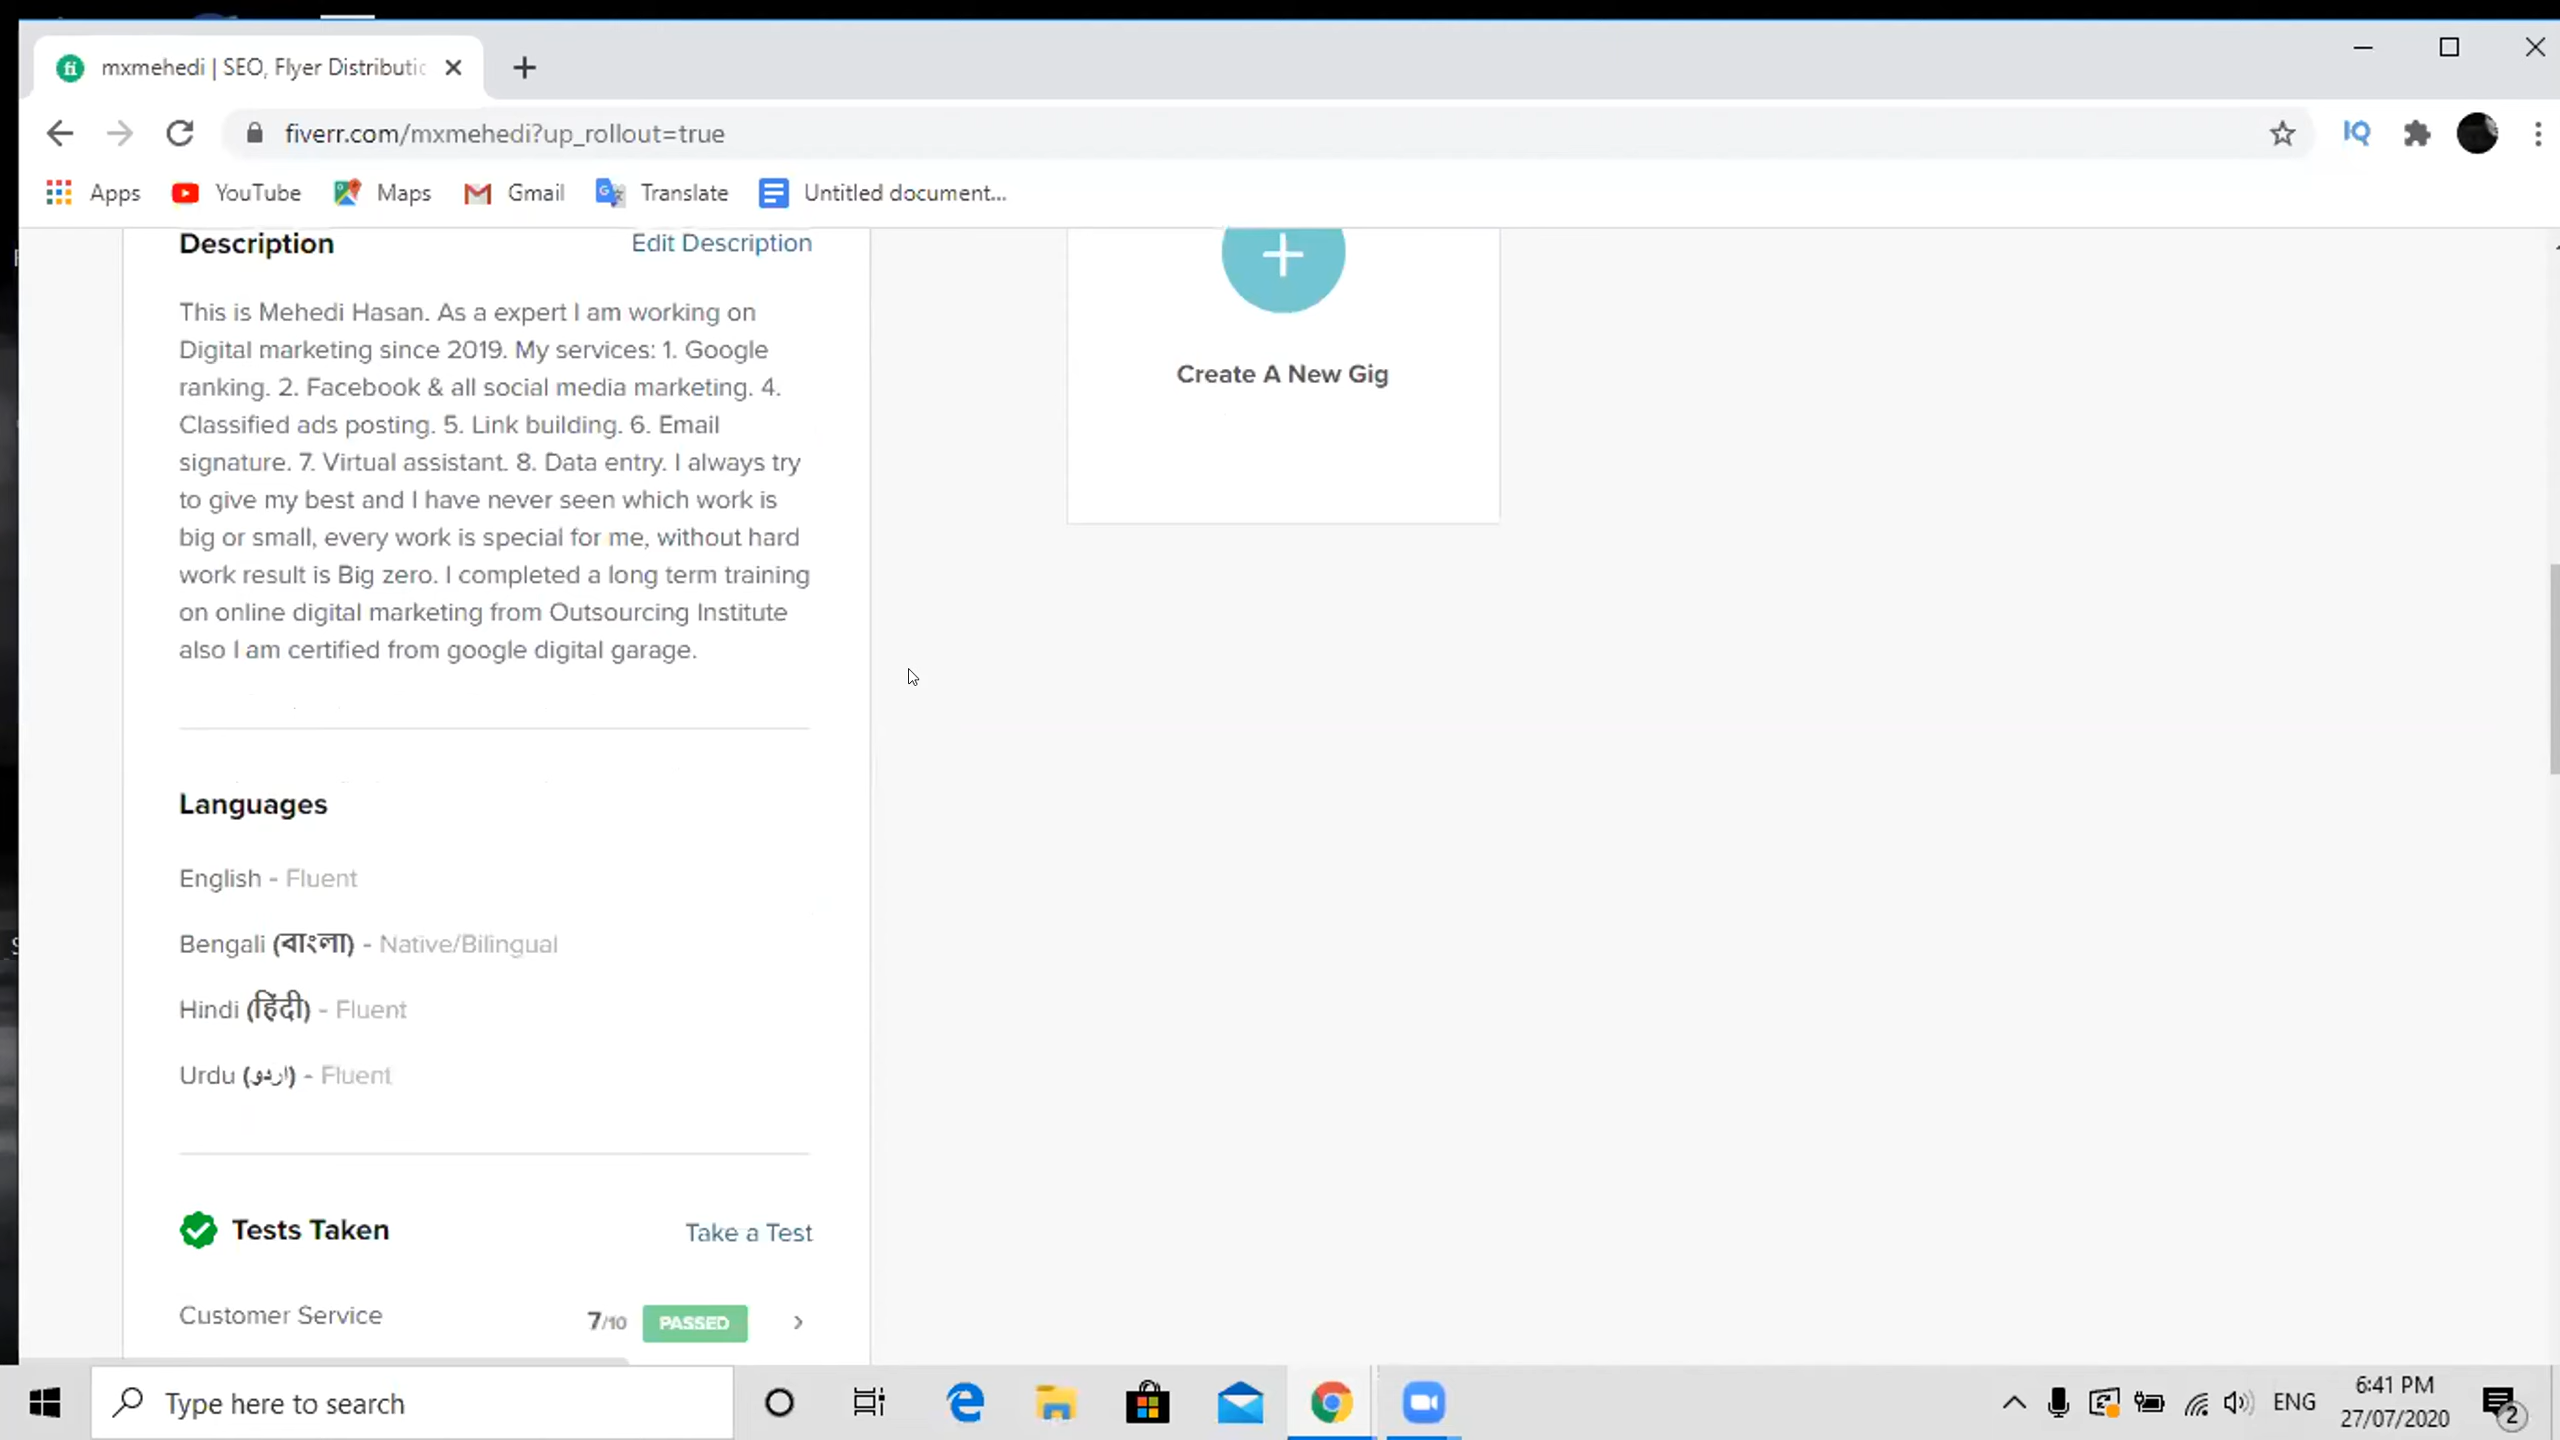 mxmehedi | SEO, Flyer Distributic
fiverr.com/mxmehedi?up_rollout=true
IQ
Apps YouTube Maps Gmail Translate Untitled document...
Description Edit Description
This is Mehedi Hasan. As a expert I am working on
Digital marketing since 2019. My services: 1. Google
ranking. 2. Facebook & all social media marketing. 4.
Classified ads posting. 5. Link building. 6. Email
signature. 7. Virtual assistant. 8. Data entry. I always try
to give my best and I have never seen which work is
big or small, every work is special for me, without hard
work result is Big zero. I completed a long term training
on online digital marketing from Outsourcing Institute
also I am certified from google digital garage.
Create A New Gig
Languages
English - Fluent
Bengali (বাংলা) - Native/Bilingual
Hindi (हिंदी) - Fluent
Urdu (اردو) - Fluent
Tests Taken Take a Test
Customer Service 7/10 PASSED
Type here to search
ENG
6:41 PM
27/07/2020
2